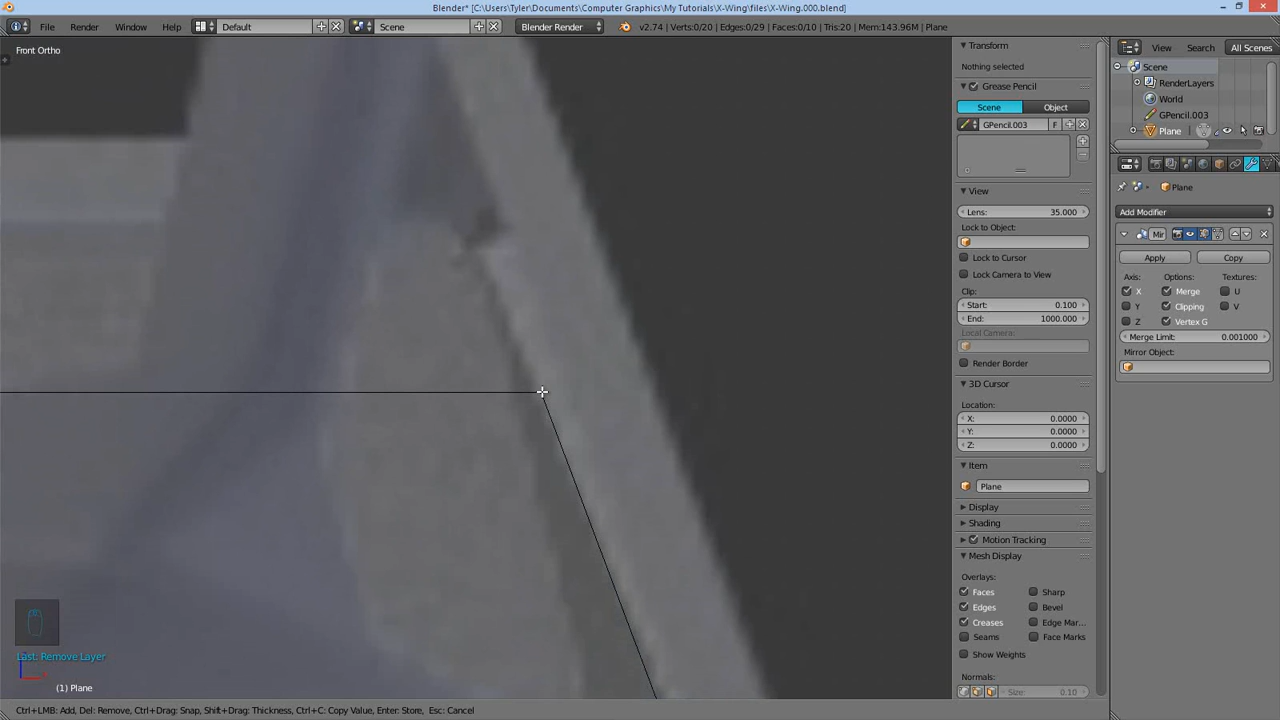 Blender* [C:\Users\Tyler\Documents\Computer Graphics\My Tutorials\X-Wing\files\X-Wing.000.blend]
File Render Window Help Default Scene Blender Render v2.74 | Verts:0/20 | Edges:0/29 | Faces:0/10 | Tris:20 | Mem:143.96M | Plane
Front Ortho
Transform
Nothing selected
Grease Pencil
Scene Object
GPencil.003 F
View
Lens: 35.000
Lock to Object:
Lock to Cursor
Lock Camera to View
Clip:
Start: 0.100
End: 1000.000
Local Camera:
Render Border
3D Cursor
Location:
X: 0.0000
Y: 0.0000
Z: 0.0000
Item
Plane
Display
Shading
Motion Tracking
Mesh Display
Overlays:
Faces Sharp
Edges Bevel
Creases Edge Mar...
Seams Face Marks
Show Weights
Normals:
Size: 0.10
View Search All Scenes
Scene
RenderLayers
World
GPencil.003
Plane
Plane
Add Modifier
Mir
Apply Copy
Axis: Options: Textures:
X Merge U
Y Clipping V
Z Vertex G
Merge Limit: 0.001000
Mirror Object:
Last: Remove Layer
(1) Plane
Ctrl+LMB: Add, Del: Remove, Ctrl+Drag: Snap, Shift+Drag: Thickness, Ctrl+C: Copy Value, Enter: Store, Esc: Cancel